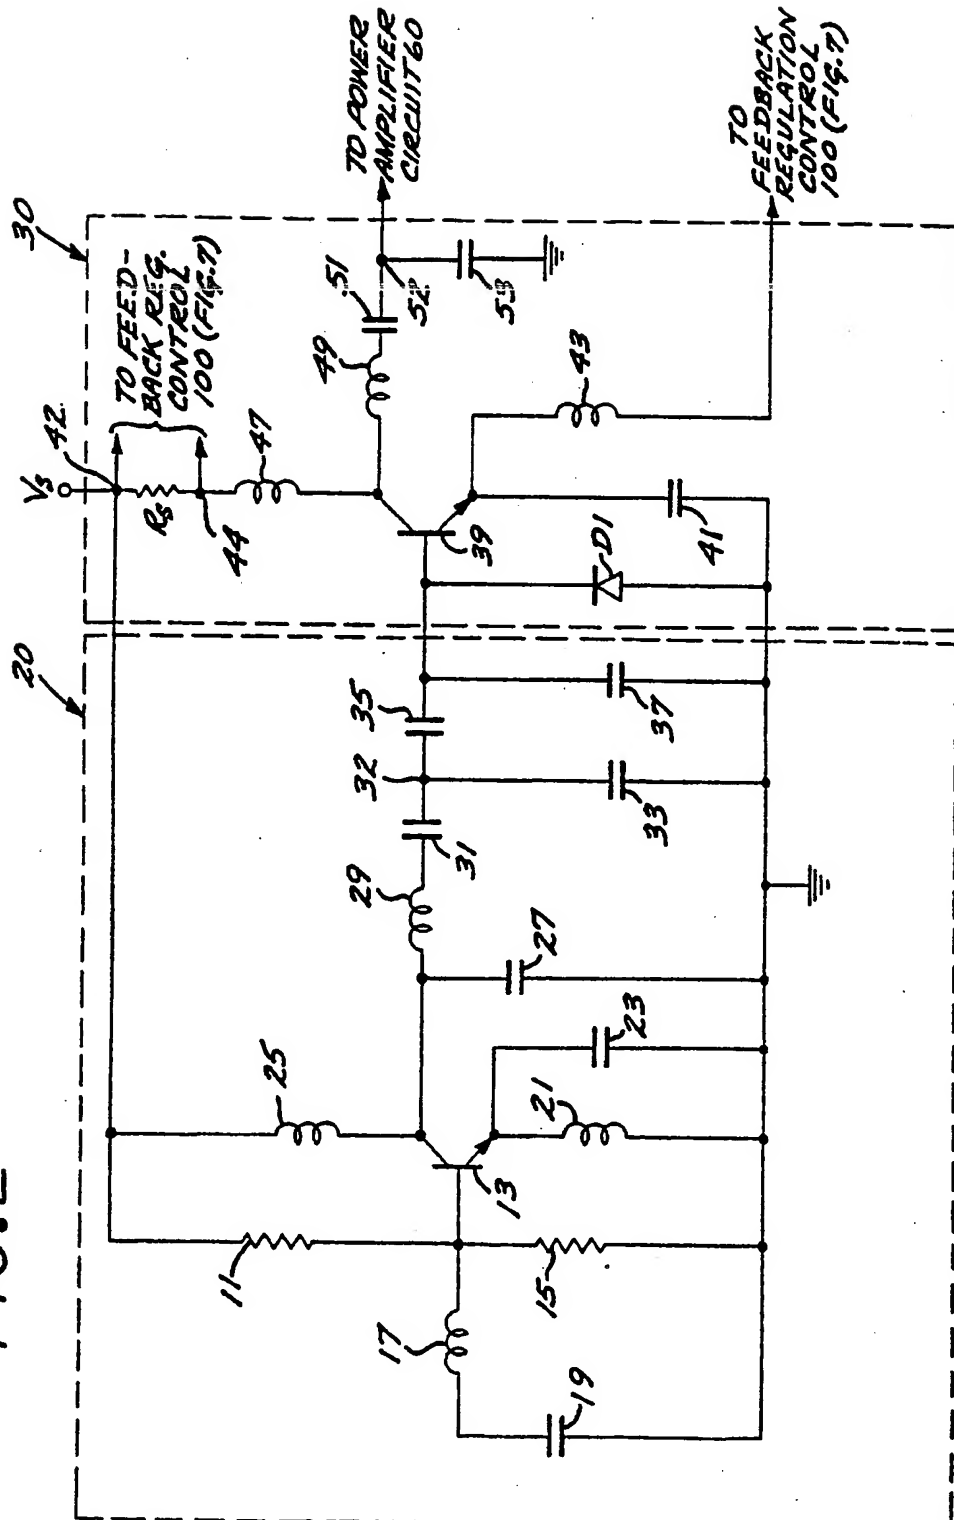 20
30
V₃
42
TO FEED-
BACK REG.
CONTROL
100 (FIG.7)
R₅
44
47
49
51
52
53
TO POWER
AMPLIFIER
CIRCUIT 60
39
43
D1
41
TO
FEEDBACK
REGULATION
CONTROL
100 (FIG.7)
25
29
31
32
35
33
37
27
23
21
13
11
15
17
19